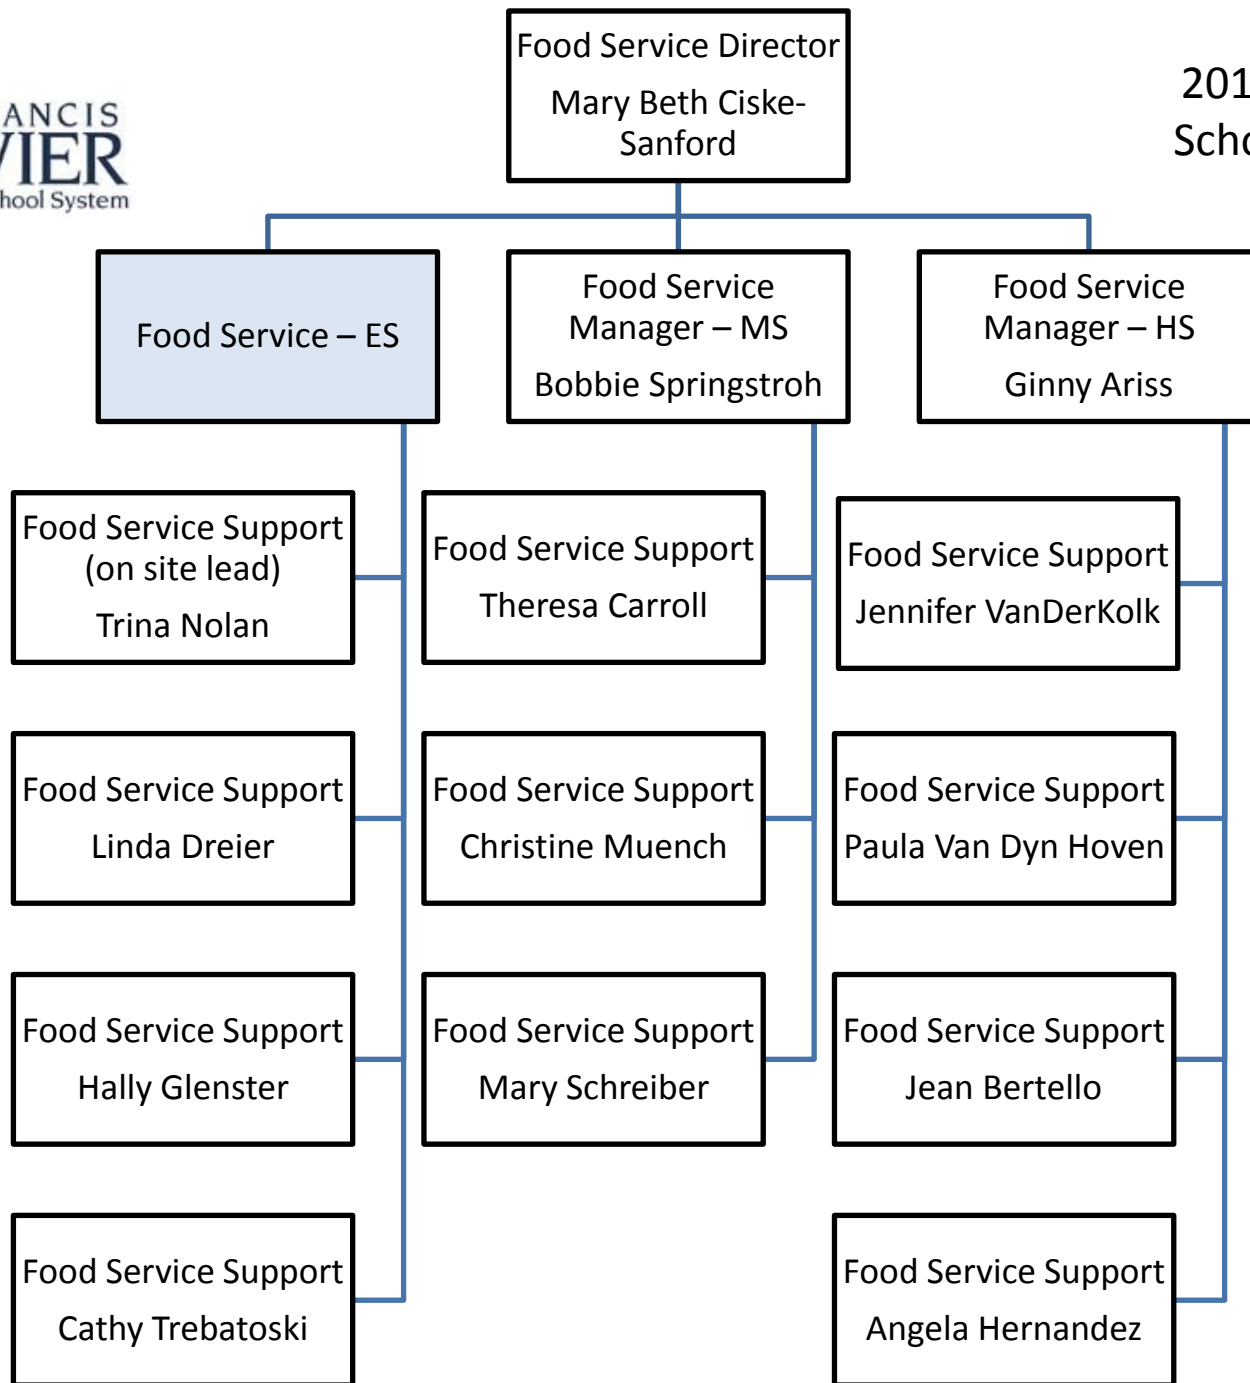 Food Service Director
Mary Beth Ciske-
Sanford
ANCIS
VIER
hool System
201
Scho
Food Service – ES
Food Service
Manager – MS
Bobbie Springstroh
Food Service
Manager – HS
Ginny Ariss
Food Service Support
(on site lead)
Trina Nolan
Food Service Support
Theresa Carroll
Food Service Support
Jennifer VanDerKolk
Food Service Support
Linda Dreier
Food Service Support
Christine Muench
Food Service Support
Paula Van Dyn Hoven
Food Service Support
Hally Glenster
Food Service Support
Mary Schreiber
Food Service Support
Jean Bertello
Food Service Support
Cathy Trebatoski
Food Service Support
Angela Hernandez